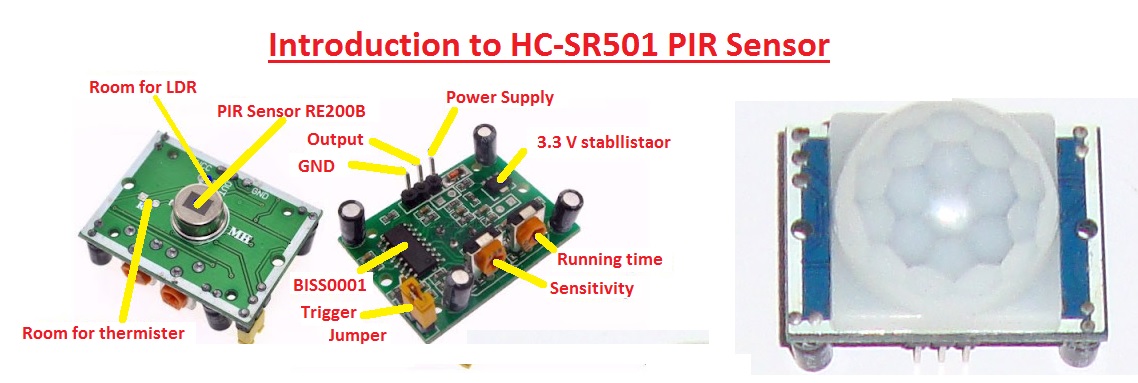 Introduction to HC-SR501 PIR Sensor
Room for LDR
PIR Sensor RE200B
Power Supply
Output
3.3 V stabllistaor
GND
MH
GND
Running time
BISS0001
Sensitivity
Trigger
Jumper
Room for thermister